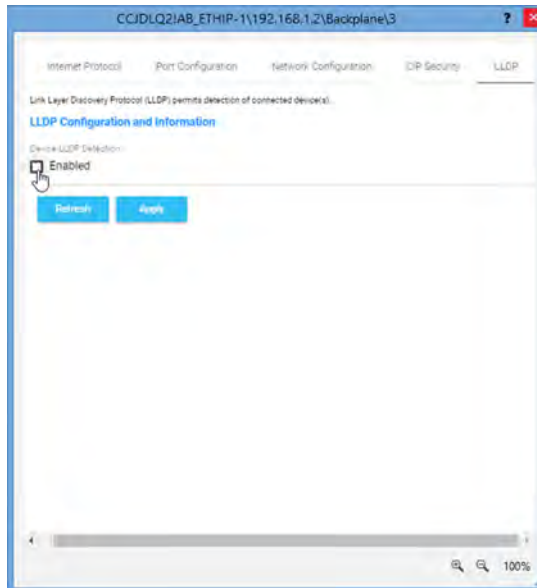 CCJDLQ2!AB_ETHIP-1\192.168.1.2\Backplane\3 ?
Internet Protocol Port Configuration Network Configuration CIP Security LLDP
Link Layer Discovery Protocol (LLDP) permits detection of connected device(s).
LLDP Configuration and Information
Device LLDP Detection
Enabled
Refresh Apply
100%